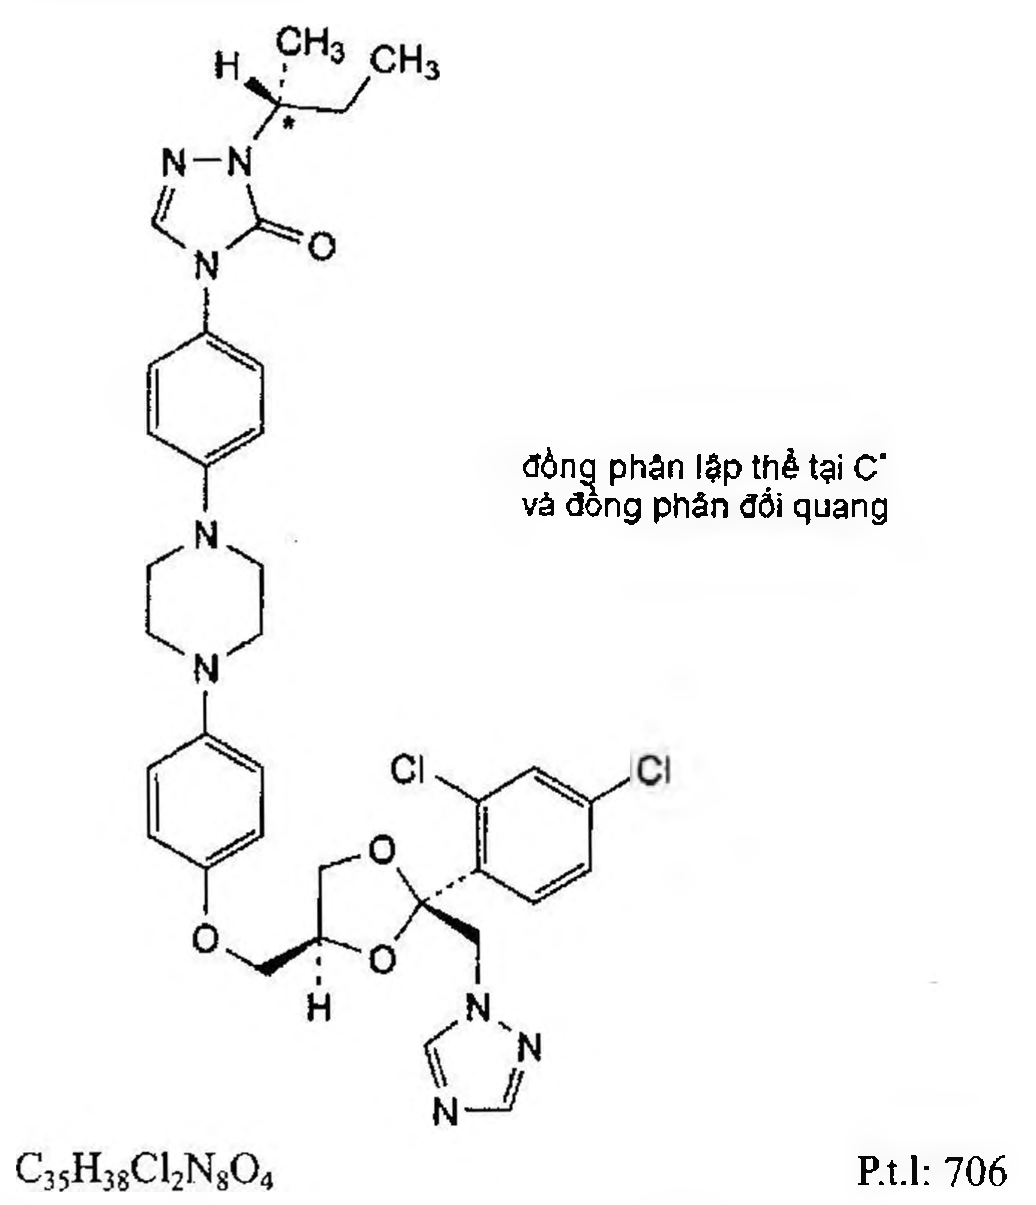 CH3
H
CH3
*
N N
O
N
đồng phân lập thể tại C*
và đồng phân đối quang
N
N
Cl
Cl
O
O
O
H
N
N
N
C35H38Cl2N8O4
P.t.l: 706